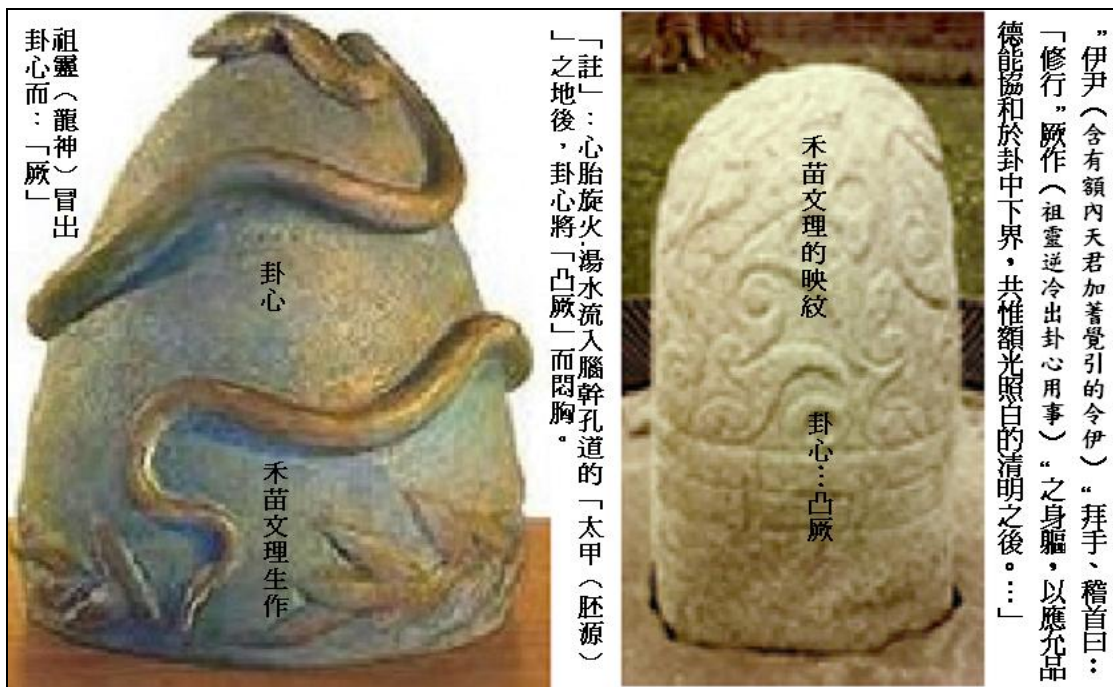 ”伊尹（含有額內天君加著覺引的令伊）“拜手、稽首曰：
「修行”厥作（祖靈逆冷出卦心用事）“之身軀，以應允品
德能協和於卦中下界，共惟額光照白的清明之後。…」
禾苗文理的映紋
卦心…凸厥
「註」：心胎旋火-湯水流入腦幹孔道的「太甲（胚源）
」之地後，卦心將「凸厥」而悶胸。
卦心
禾苗文理生作
祖靈（龍神）冒出
卦心而：「厥」